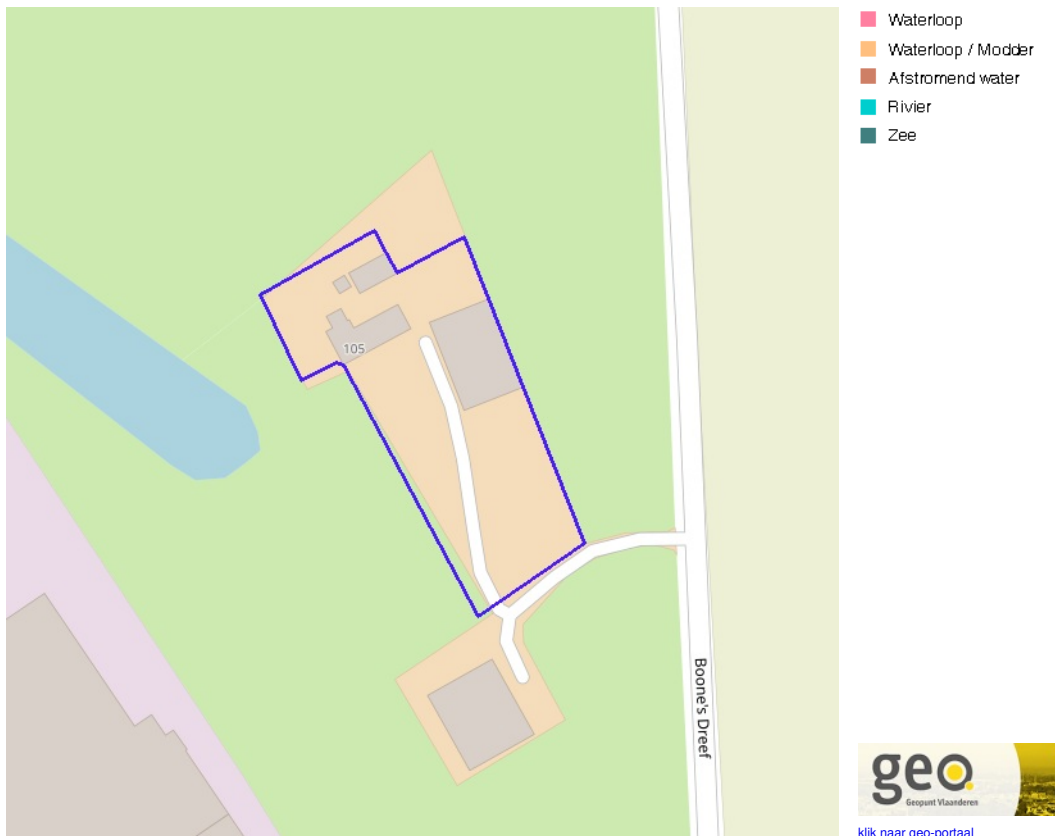 Waterloop
Waterloop / Modder
Afstromend water
Rivier
Zee
105
Boone's Dreef
geo
Geopunt Vlaanderen
klik naar geo-portaal